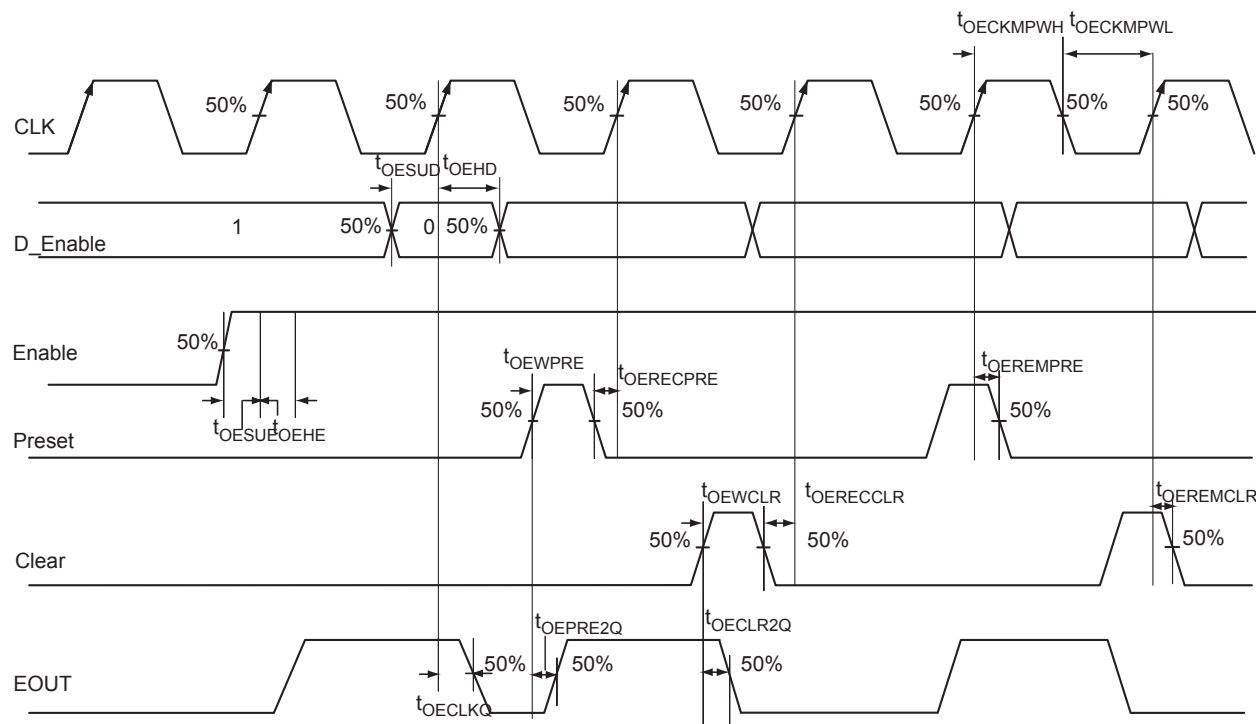 tOECKMPWH tOECKMPWL
50% 50% 50% 50% 50% 50% 50%
CLK
tOESUD tOEHD
1 50% 0 50%
D_Enable
50%
Enable
tOEWPRE tOERECPRE tOEREMPRE
50% 50% 50%
tOESUE tOEHE
Preset
tOEWCLR tOERECCLR tOEREMCLR
50% 50% 50%
Clear
tOEPRE2Q tOECLR2Q
50% 50% 50%
EOUT
tOECLKQ